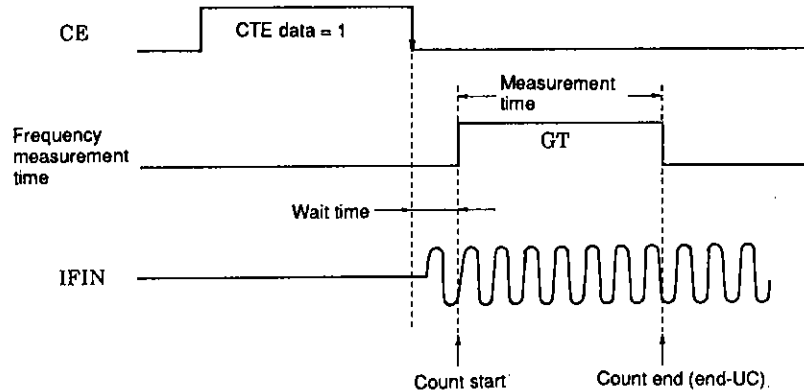 CE
CTE data = 1
Measurement
time
Frequency
measurement
time
GT
Wait time
IFIN
Count start
Count end (end-UC)